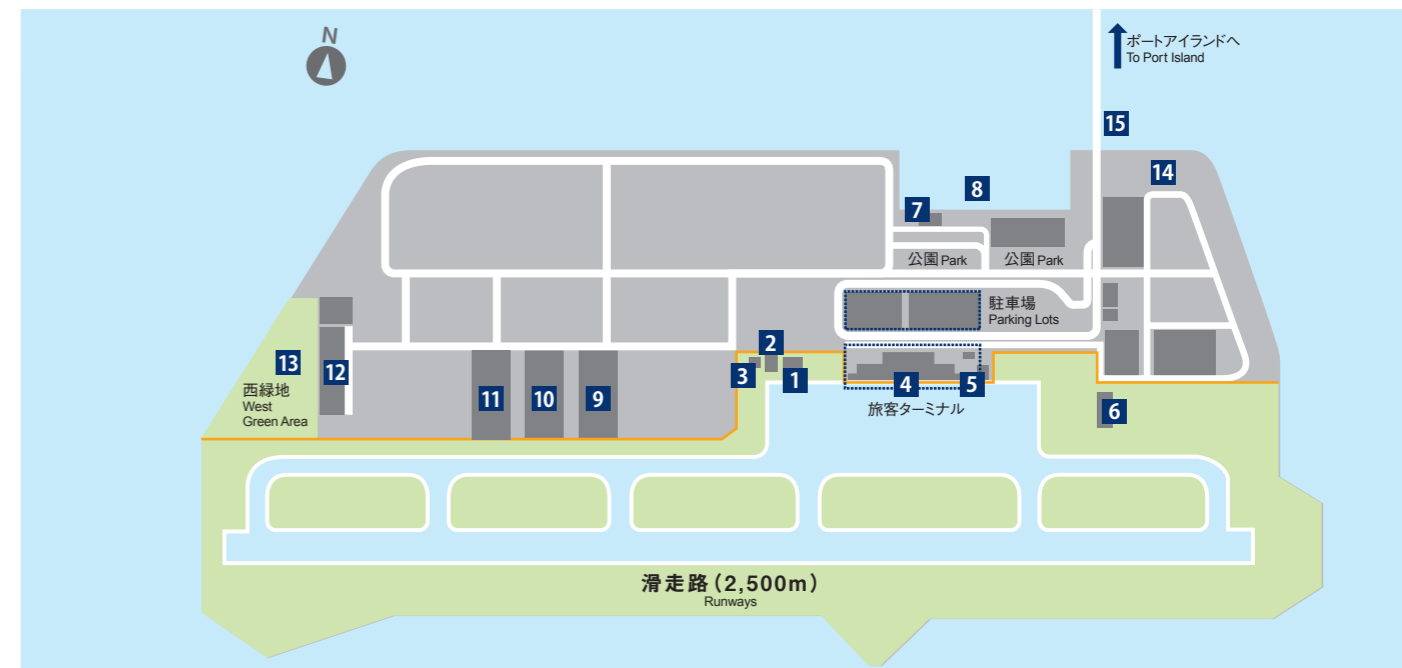 N
ポートアイランドへ
To Port Island
15
14
8
7
公園 Park
公園 Park
駐車場
Parking Lots
2
13
12
3
1
4
5
西緑地
West
Green Area
11
10
9
旅客ターミナル
6
滑走路(2,500m)
Runways